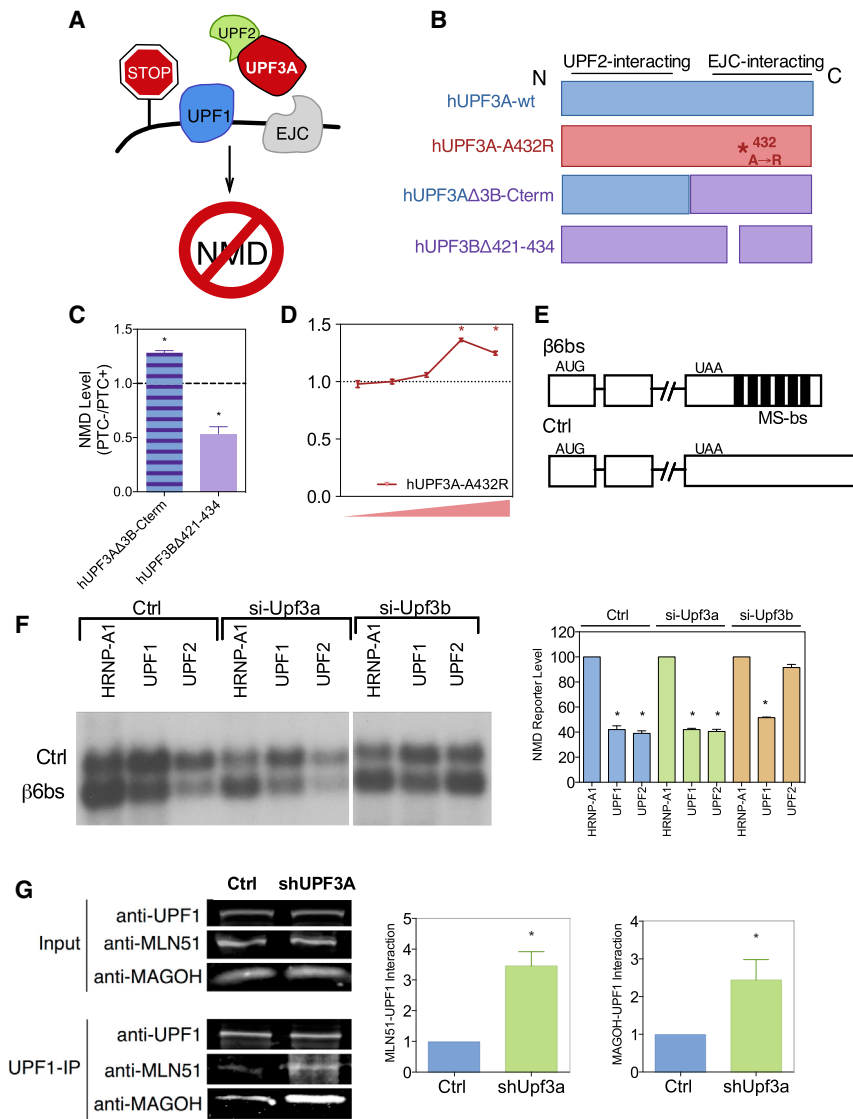 A
UPF2
UPF3A
STOP
UPF1
EJC
NMD
B
UPF2-interacting
EJC-interacting
N
C
hUPF3A-wt
hUPF3A-A432R
* 432
A→R
hUPF3AΔ3B-Cterm
hUPF3BΔ421-434
C
NMD Level
(PTC-/PTC+)
1.5
1.0
0.5
0.0
*
*
hUPF3AΔ3B-Cterm
hUPF3BΔ421-434
D
1.5
1.0
0.5
0.0
* *
hUPF3A-A432R
E
β6bs
AUG
UAA
MS-bs
Ctrl
AUG
UAA
F
Ctrl
si-Upf3a
si-Upf3b
HRNP-A1
UPF1
UPF2
HRNP-A1
UPF1
UPF2
HRNP-A1
UPF1
UPF2
Ctrl
β6bs
Ctrl
si-Upf3a
si-Upf3b
NMD Reporter Level
120
100
80
60
40
20
0
* *
* *
*
HRNP-A1
UPF1
UPF2
HRNP-A1
UPF1
UPF2
HRNP-A1
UPF1
UPF2
G
Ctrl shUPF3A
Input
anti-UPF1
anti-MLN51
anti-MAGOH
UPF1-IP
anti-UPF1
anti-MLN51
anti-MAGOH
MLN51-UPF1 Interaction
5
4
3
2
1
0
*
Ctrl
shUpf3a
MAGOH-UPF1 Interaction
4
3
2
1
0
*
Ctrl
shUpf3a